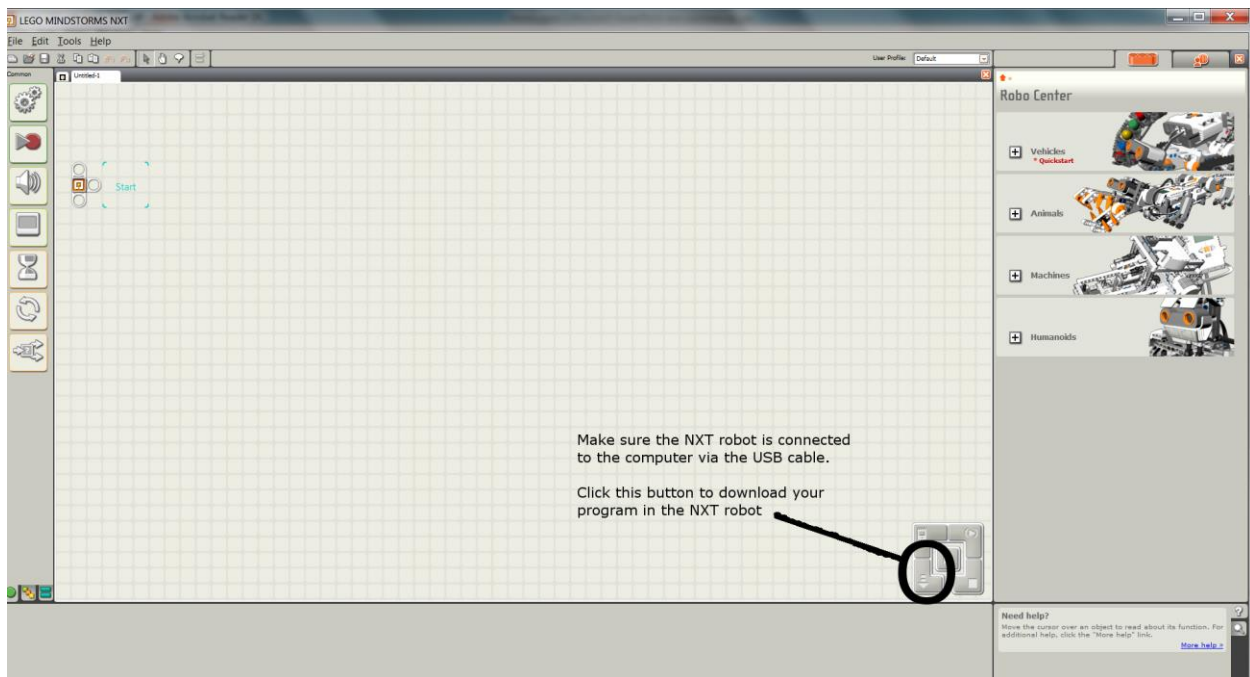 LEGO MINDSTORMS NXT
File Edit Tools Help
User Profile: Default
Common
Untitled-1
Robo Center
Vehicles
* Quickstart
Start
Animals
Machines
Humanoids
Make sure the NXT robot is connected
to the computer via the USB cable.
Click this button to download your
program in the NXT robot
Need help?
Move the cursor over an object to read about its function. For
additional help, click the "More help" link.
More help »